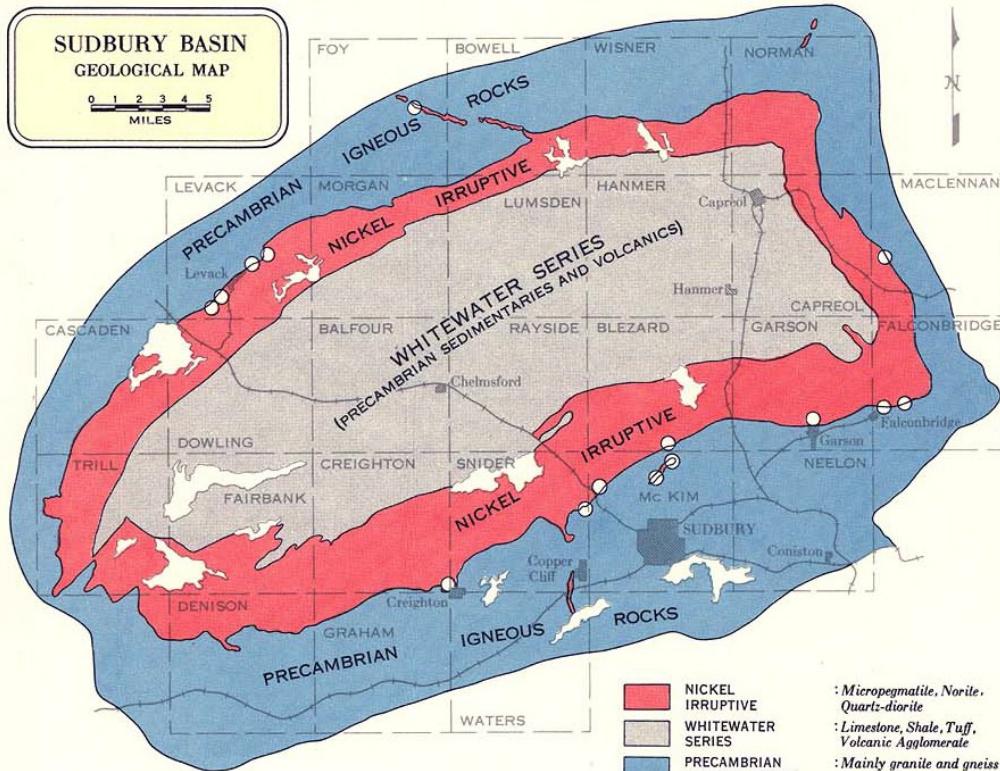 SUDBURY BASIN
GEOLOGICAL MAP
0 1 2 3 4 5
MILES
FOY
BOWELL
WISNER
NORMAN
N
PRECAMBRIAN IGNEOUS ROCKS
LEVACK
MORGAN
NICKEL IRRUPTIVE
LUMSDEN
HANMER
Capreol
MACLENNAN
Levack
WHITEWATER SERIES
(PRECAMBRIAN SEDIMENTARIES AND VOLCANICS)
Hanmer
CAPREOL
CASCADEN
BALFOUR
RAYSIDE
BLEZARD
GARSON
FALCONBRIDGE
Chelmsford
Falconbridge
Garson
TRILL
DOWLING
CREIGHTON
SNIDER
NICKEL IRRUPTIVE
NEELON
FAIRBANK
Mc KIM
SUDBURY
Coniston
Copper
Cliff
Creighton
DENISON
GRAHAM
PRECAMBRIAN IGNEOUS ROCKS
WATERS
NICKEL
IRRUPTIVE
: Micropegmatite, Norite,
Quartz-diorite
WHITEWATER
SERIES
: Limestone, Shale, Tuff,
Volcanic Agglomerate
PRECAMBRIAN
: Mainly granite and gneiss